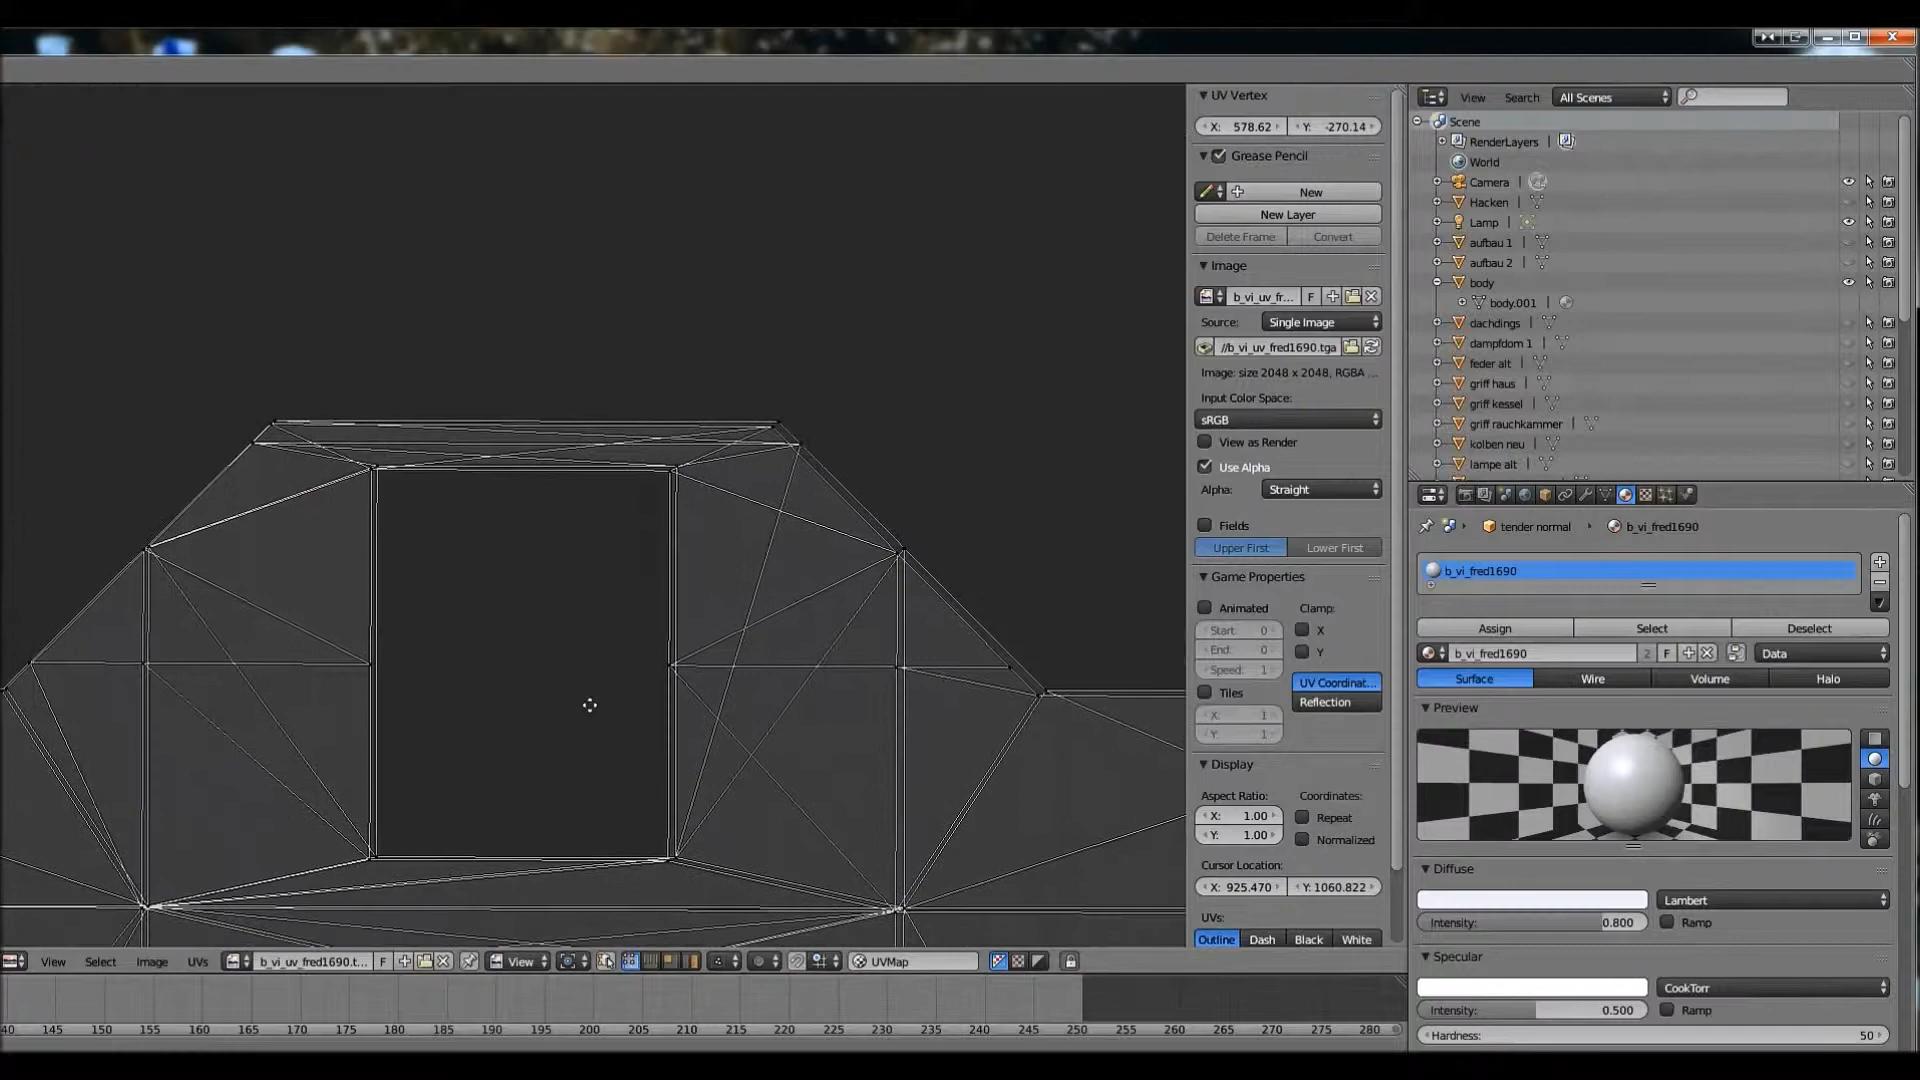 UV Vertex
X: 578.62 Y: -270.14
Grease Pencil
New
New Layer
Delete Frame Convert
Image
b_vi_uv_fr... F
Source: Single Image
//b_vi_uv_fred1690.tga
Image: size 2048 x 2048, RGBA ...
Input Color Space:
sRGB
View as Render
Use Alpha
Alpha: Straight
Fields
Upper First Lower First
Game Properties
Animated Clamp:
Start: 0 X
End: 0 Y
Speed: 1
UV Coordinat...
Tiles Reflection
X: 1
Y: 1
Display
Aspect Ratio: Coordinates:
X: 1.00 Repeat
Y: 1.00 Normalized
Cursor Location:
X: 925.470 Y: 1060.822
UVs:
Outline Dash Black White
View Search All Scenes
Scene
RenderLayers |
World
Camera |
Hacken |
Lamp |
aufbau 1 |
aufbau 2 |
body
body.001 |
dachdings |
dampfdom 1 |
feder alt |
griff haus |
griff kessel |
griff rauchkammer |
kolben neu |
lampe alt |
tender normal b_vi_fred1690
b_vi_fred1690
Assign Select Deselect
b_vi_fred1690 2 F Data
Surface Wire Volume Halo
Preview
Diffuse
Lambert
Intensity: 0.800 Ramp
Specular
CookTorr
Intensity: 0.500 Ramp
Hardness: 50
View Select Image UVs b_vi_uv_fred1690.t... F View UVMap
40 145 150 155 160 165 170 175 180 185 190 195 200 205 210 215 220 225 230 235 240 245 250 255 260 265 270 275 280